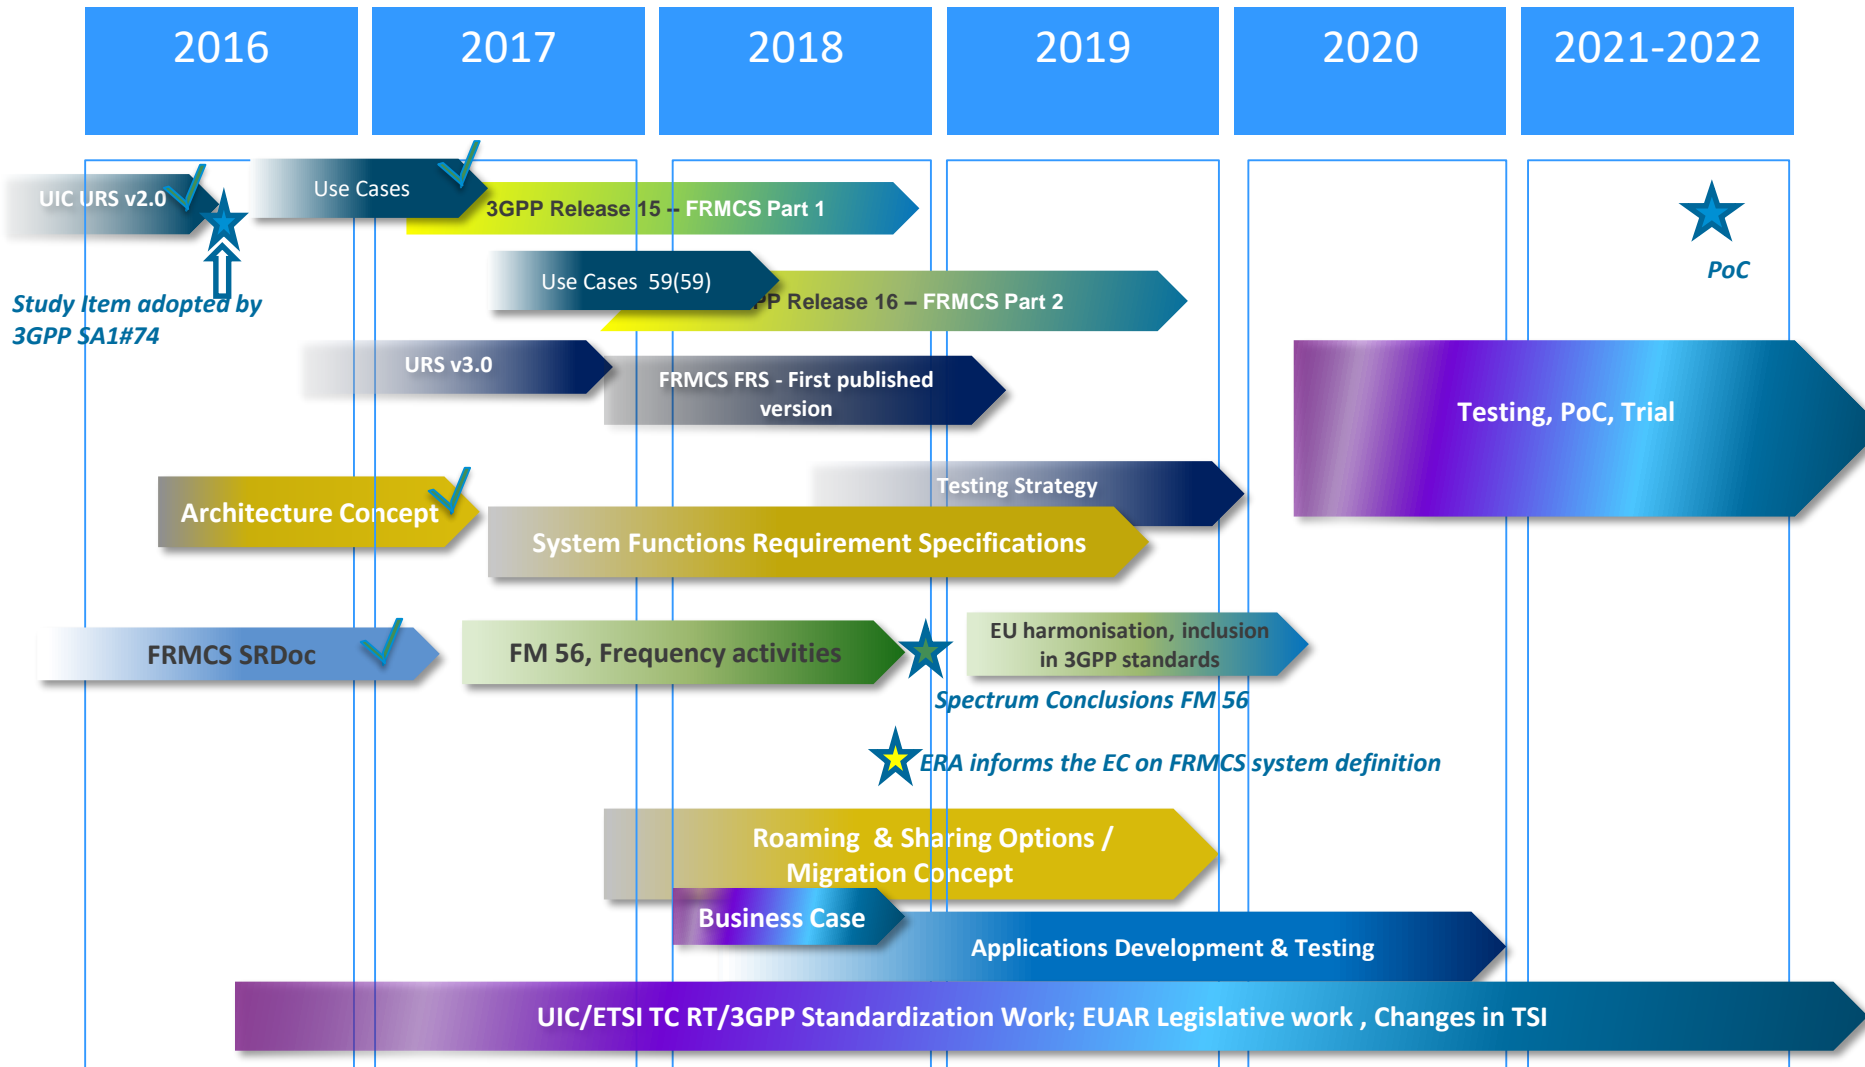 2016
2017
2018
2019
2020
2021-2022
UIC URS v2.0
Use Cases
3GPP Release 15 – FRMCS Part 1
Study Item adopted by
3GPP SA1#74
Use Cases 59(59)
PP Release 16 – FRMCS Part 2
PoC
URS v3.0
FRMCS FRS - First published
version
Testing, PoC, Trial
Architecture Concept
Testing Strategy
System Functions Requirement Specifications
FRMCS SRDoc
FM 56, Frequency activities
EU harmonisation, inclusion
in 3GPP standards
Spectrum Conclusions FM 56
ERA informs the EC on FRMCS system definition
Roaming & Sharing Options /
Migration Concept
Business Case
Applications Development & Testing
UIC/ETSI TC RT/3GPP Standardization Work; EUAR Legislative work , Changes in TSI